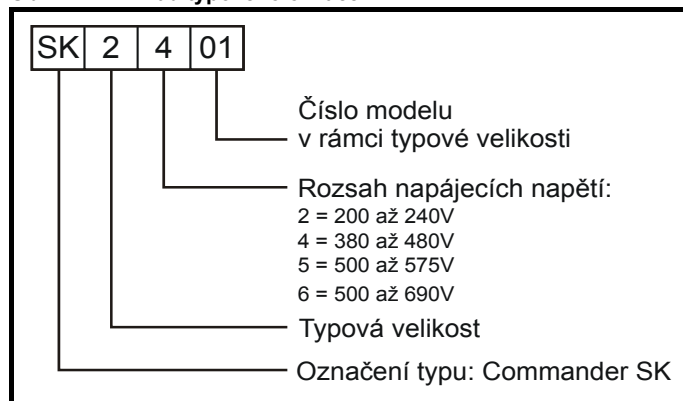 SK 2 4 01
Číslo modelu
v rámci typové velikosti
Rozsah napájecích napětí:
2 = 200 až 240V
4 = 380 až 480V
5 = 500 až 575V
6 = 500 až 690V
Typová velikost
Označení typu: Commander SK